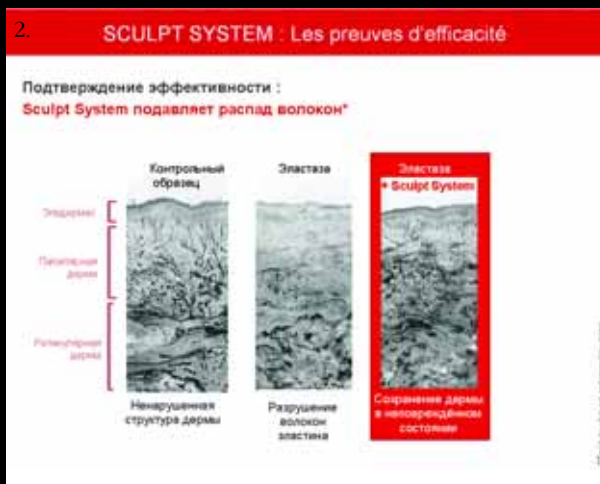 2.
SCULPT SYSTEM : Les preuves d'efficacité
Подтверждение эффективности :
Sculpt System подавляет распад волокон*
Контрольный
образец
Эластаза
Эластаза
+ Sculpt System
Эпидермис
Папиллярная
дерма
Ретикулярная
дерма
Ненарушенная
структура дермы
Разрушение
волокон
эластина
Сохранение дермы
в неповреждённом
состоянии